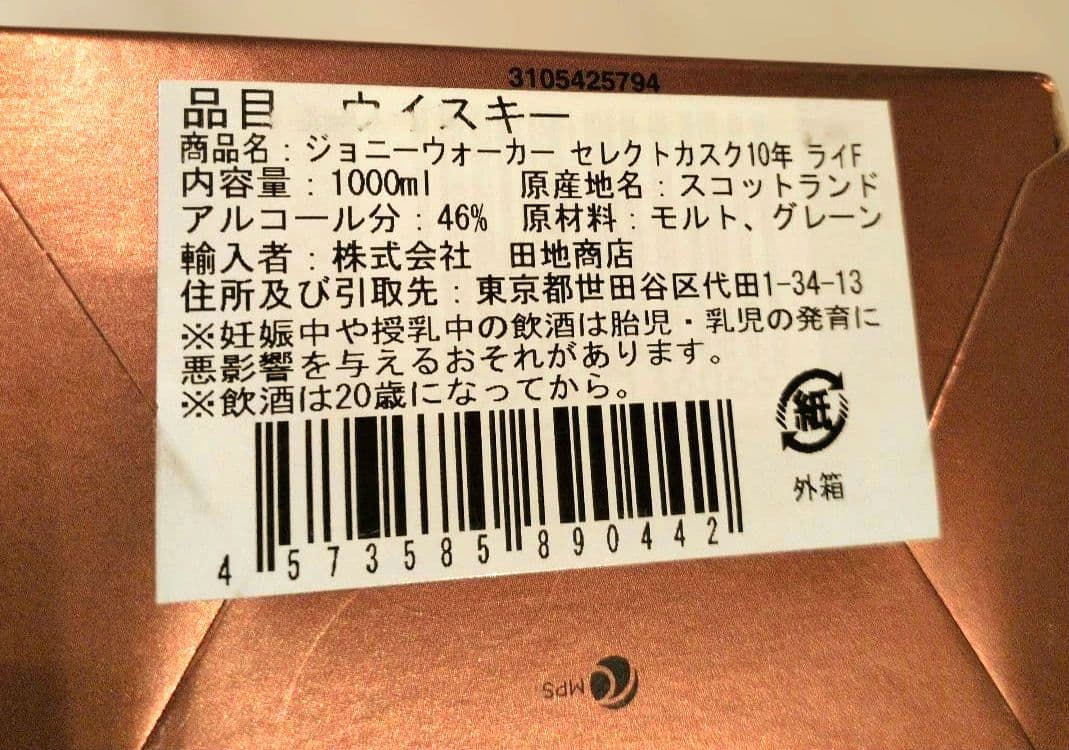 3105425794
品目 ウイスキー
商品名：ジョニーウォーカー セレクトカスク10年 ライF
内容量：1000ml 原産地名：スコットランド
アルコール分：46% 原材料：モルト、グレーン
輸入者：株式会社 田地商店
住所及び引取先：東京都世田谷区代田1-34-13
※妊娠中や授乳中の飲酒は胎児・乳児の発育に
悪影響を与えるおそれがあります。
※飲酒は20歳になってから。
紙
外箱
4 573585 890442
MPS